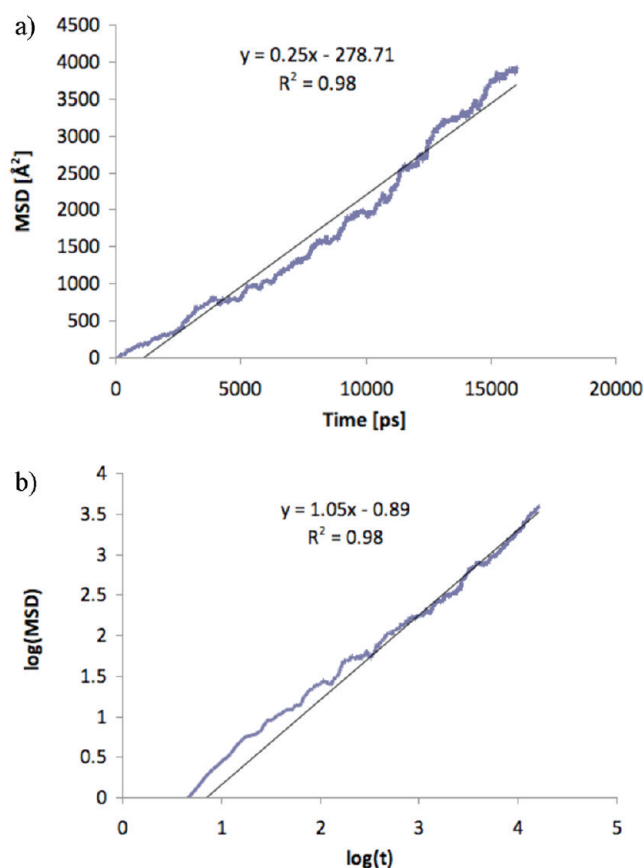 a)
4500
4000
3500
3000
2500
2000
1500
1000
500
0
MSD [Å²]
y = 0.25x - 278.71
R² = 0.98
0 5000 10000 15000 20000
Time [ps]
b)
4
3.5
3
2.5
2
1.5
1
0.5
0
log(MSD)
y = 1.05x - 0.89
R² = 0.98
0 1 2 3 4 5
log(t)